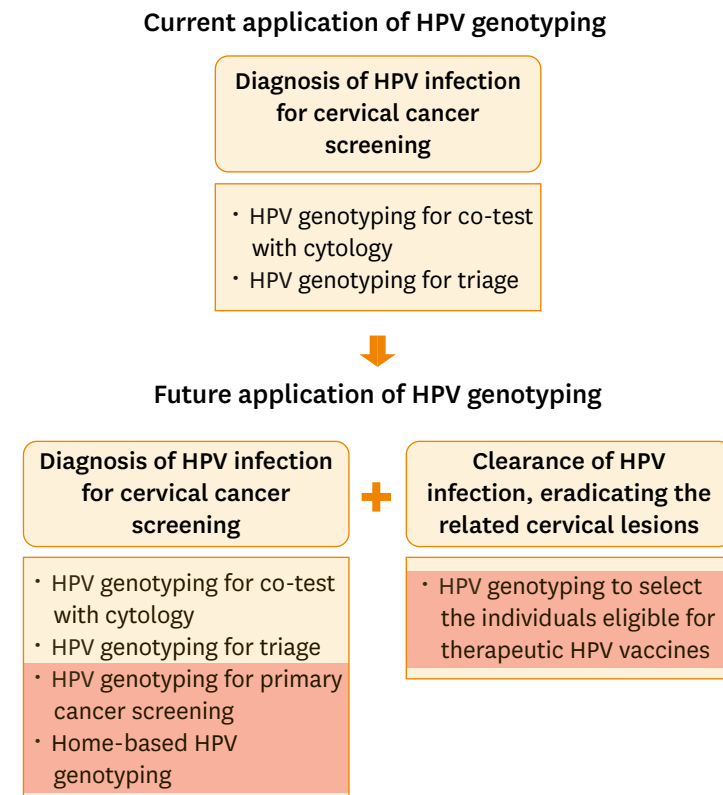 Current application of HPV genotyping
Diagnosis of HPV infection
for cervical cancer
screening
· HPV genotyping for co-test
with cytology
· HPV genotyping for triage
Future application of HPV genotyping
Diagnosis of HPV infection
for cervical cancer
screening
· HPV genotyping for co-test
with cytology
· HPV genotyping for triage
· HPV genotyping for primary
cancer screening
· Home-based HPV
genotyping
+
Clearance of HPV
infection, eradicating the
related cervical lesions
· HPV genotyping to select
the individuals eligible for
therapeutic HPV vaccines